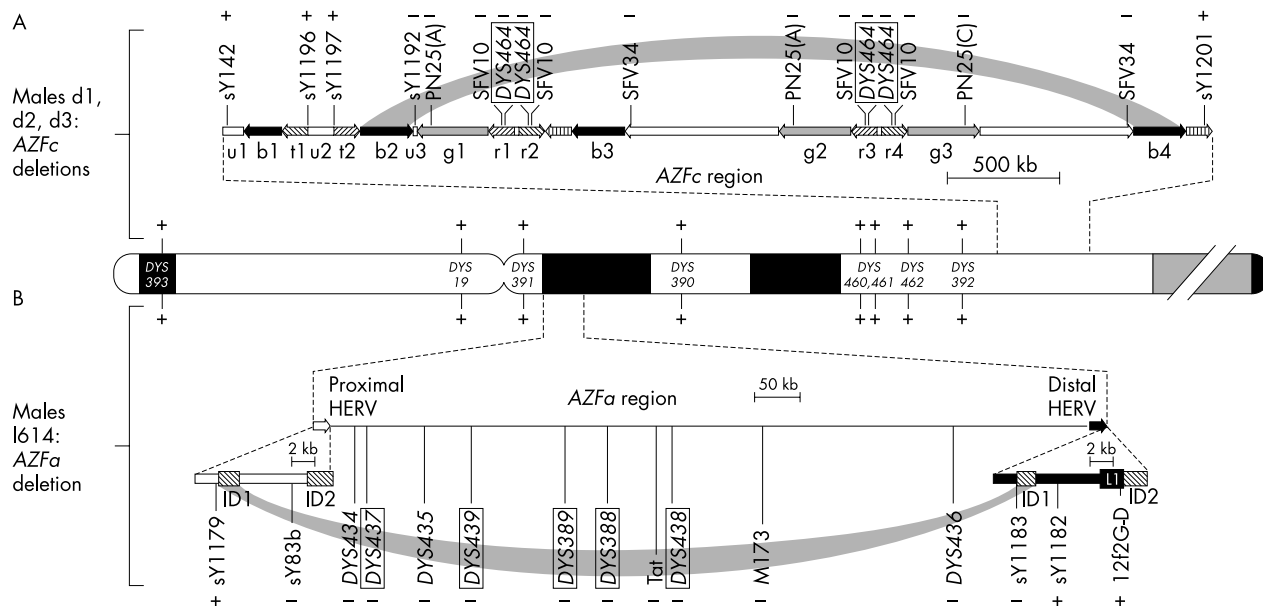 A
+ + + – – – – – – – – – – – +
sY142 sY1196 sY1197 sY1192 PN25(A) SFV10 DYS464 DYS464 SFV10 SFV34 PN25(A) SFV10 DYS464 DYS464 SFV10 PN25(C) SFV34 sY1201
Males d1,
d2, d3:
AZFc
deletions
u1 b1 t1 u2 t2 b2 u3 g1 r1 r2 b3 g2 r3 r4 g3 b4
AZFc region
500 kb
+ + + + + + + +
DYS 393
DYS 19
DYS 391
DYS 390
DYS 460,461
DYS 462
DYS 392
B
+ + + + + + + +
Males
I614:
AZFa
deletion
Proximal
HERV
AZFa region
50 kb
Distal
HERV
2 kb
2 kb
ID1 ID2
ID1 L1 ID2
sY1179 sY83b DYS434 DYS437 DYS435 DYS439 DYS389 DYS388 Tat DYS438 M173 DYS436 sY1183 sY1182 12f2G-D
+ – – – – – – – – – – – – + +